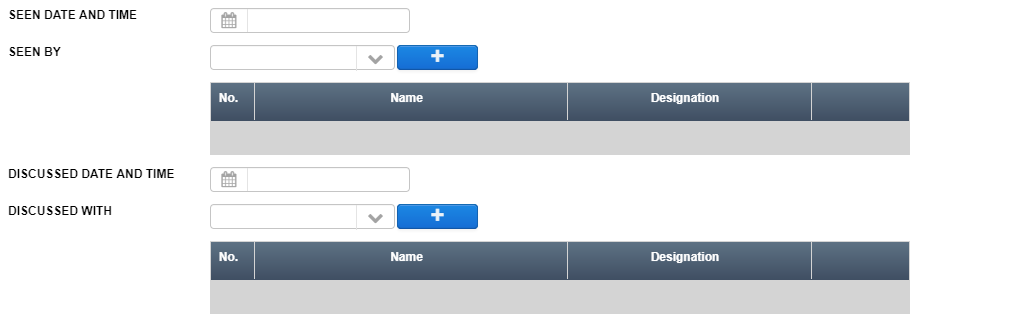 SEEN DATE AND TIME
SEEN BY
No. Name Designation
DISCUSSED DATE AND TIME
DISCUSSED WITH
No. Name Designation